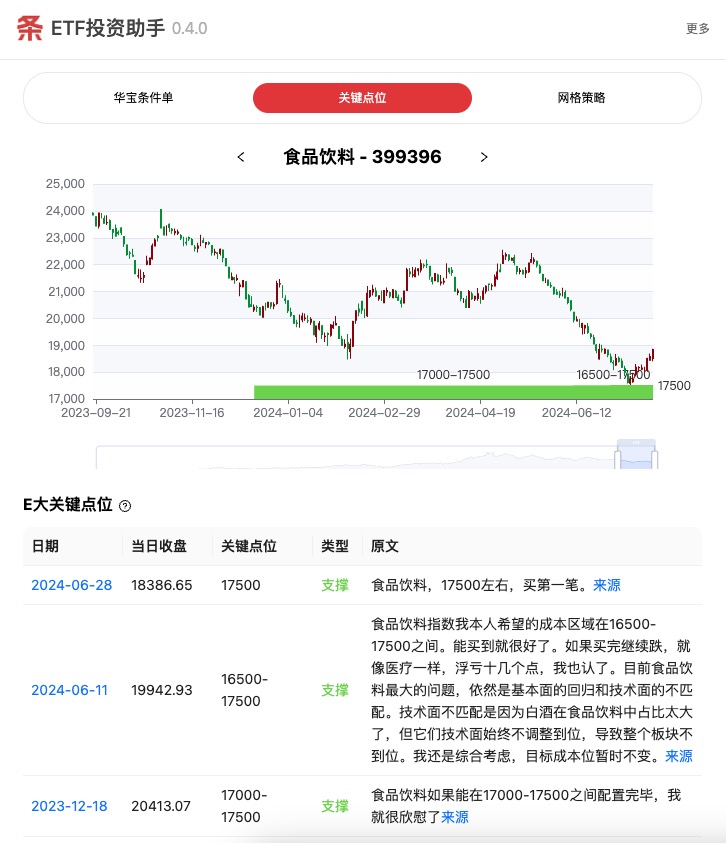 条 ETF投资助手 0.4.0 更多
华宝条件单 关键点位 网格策略
< 食品饮料 - 399396 >
25,000
24,000
23,000
22,000
21,000
20,000
19,000
18,000
17,000
17000-17500 16500-17500
17500
2023-09-21 2023-11-16 2024-01-04 2024-02-29 2024-04-19 2024-06-12
E大关键点位 ?
日期 当日收盘 关键点位 类型 原文
2024-06-28 18386.65 17500 支撑 食品饮料，17500左右，买第一笔。来源
2024-06-11 19942.93 16500-
17500 支撑 食品饮料指数我本人希望的成本区域在16500-
17500之间。能买到就很好了。如果买完继续跌，就
像医疗一样，浮亏十几个点，我也认了。目前食品饮
料最大的问题，依然是基本面的回归和技术面的不匹
配。技术面不匹配是因为白酒在食品饮料中占比太大
了，但它们技术面始终不调整到位，导致整个板块不
到位。我还是综合考虑，目标成本位暂时不变。来源
2023-12-18 20413.07 17000-
17500 支撑 食品饮料如果能在17000-17500之间配置完毕，我
就很欣慰了来源